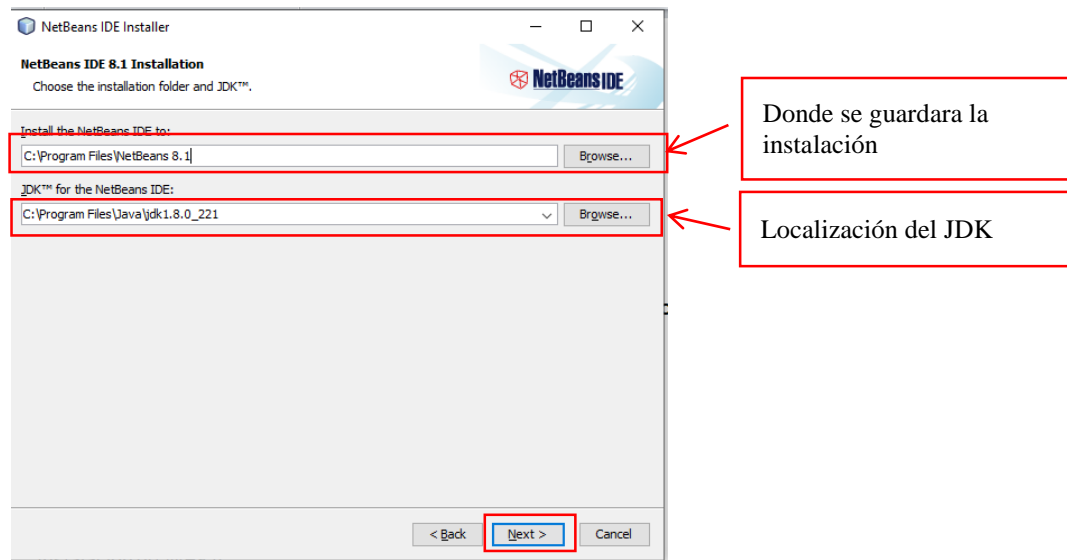 NetBeans IDE Installer
NetBeans IDE 8.1 Installation
Choose the installation folder and JDK™.
NetBeans IDE
Install the NetBeans IDE to:
C:\Program Files\NetBeans 8.1
Browse...
JDK™ for the NetBeans IDE:
C:\Program Files\Java\jdk1.8.0_221
Browse...
< Back
Next >
Cancel
Donde se guardara la
instalación
Localización del JDK